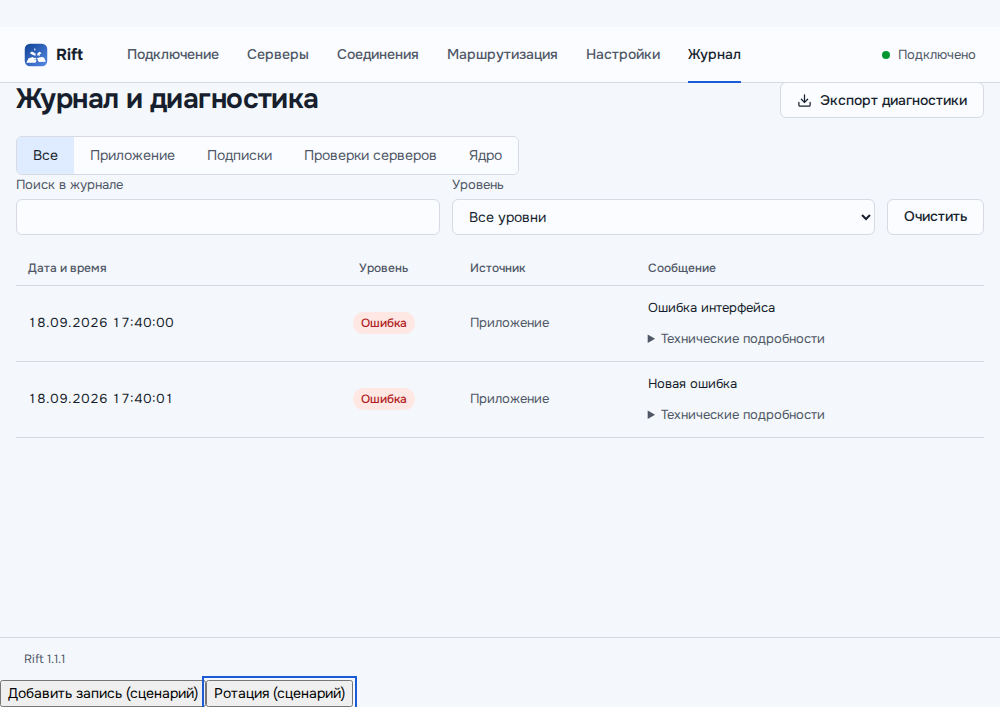 Rift Подключение Серверы Соединения Маршрутизация Настройки Журнал Подключено
Журнал и диагностика Экспорт диагностики
Все Приложение Подписки Проверки серверов Ядро
Поиск в журнале Уровень
Все уровни Очистить
Дата и время Уровень Источник Сообщение
18.09.2026 17:40:00 Ошибка Приложение Ошибка интерфейса
Технические подробности
18.09.2026 17:40:01 Ошибка Приложение Новая ошибка
Технические подробности
Rift 1.1.1
Добавить запись (сценарий) Ротация (сценарий)